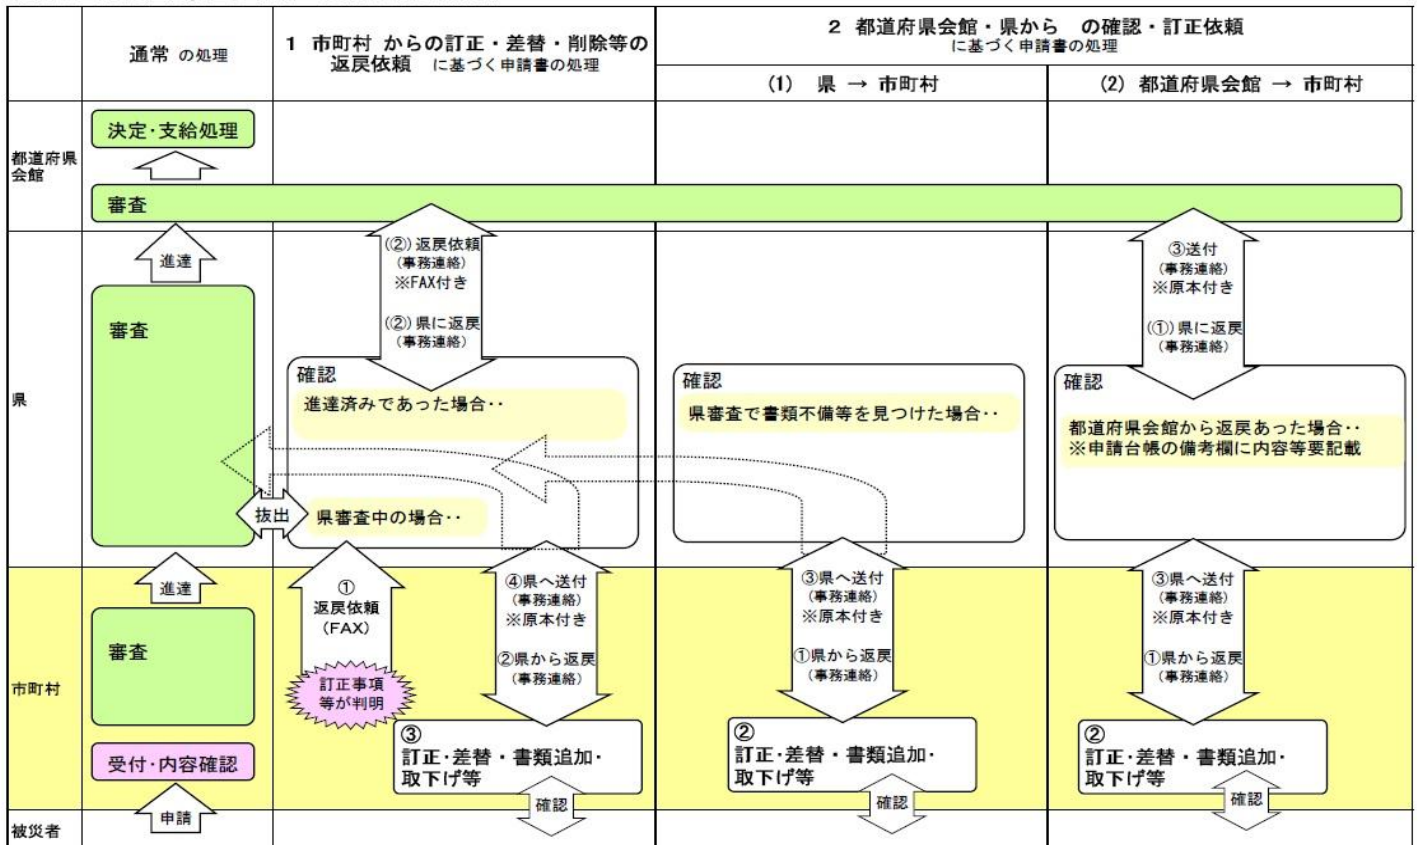 通常 の処理
1 市町村 からの訂正・差替・削除等の
返戻依頼 に基づく申請書の処理
2 都道府県会館・県から の確認・訂正依頼
に基づく申請書の処理
(1) 県 → 市町村
(2) 都道府県会館 → 市町村
都道府県
会館
決定・支給処理
審査
県
進達
審査
(②)返戻依頼
(事務連絡)
※FAX付き
(②)県に返戻
(事務連絡)
③送付
(事務連絡)
※原本付き
(①)県に返戻
(事務連絡)
確認
進達済みであった場合‥
抜出
県審査中の場合‥
確認
県審査で書類不備等を見つけた場合‥
確認
都道府県会館から返戻あった場合‥
※申請台帳の備考欄に内容等要記載
市町村
進達
審査
受付・内容確認
①
返戻依頼
(FAX)
訂正事項
等が判明
④県へ送付
(事務連絡)
※原本付き
②県から返戻
(事務連絡)
③
訂正・差替・書類追加・
取下げ等
③県へ送付
(事務連絡)
※原本付き
①県から返戻
(事務連絡)
②
訂正・差替・書類追加・
取下げ等
③県へ送付
(事務連絡)
※原本付き
①県から返戻
(事務連絡)
②
訂正・差替・書類追加・
取下げ等
被災者
申請
確認
確認
確認